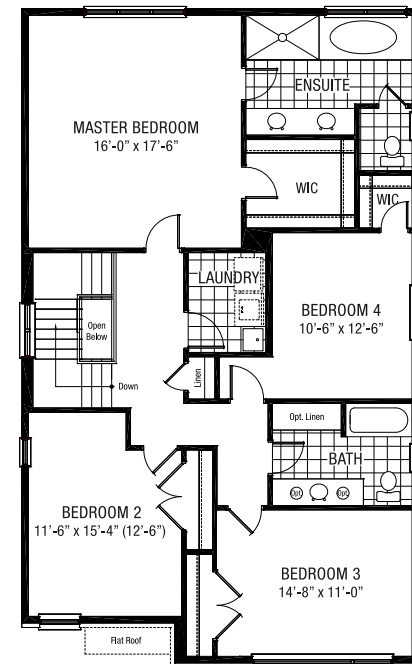 ENSUITE
MASTER BEDROOM
16'-0" x 17'-6"
WIC
WIC
LAUNDRY
BEDROOM 4
10'-6" x 12'-6"
Open
Below
Down
Linen
Opt. Linen
BATH
Opt
Opt
BEDROOM 2
11'-6" x 15'-4" (12'-6")
BEDROOM 3
14'-8" x 11'-0"
Flat Roof